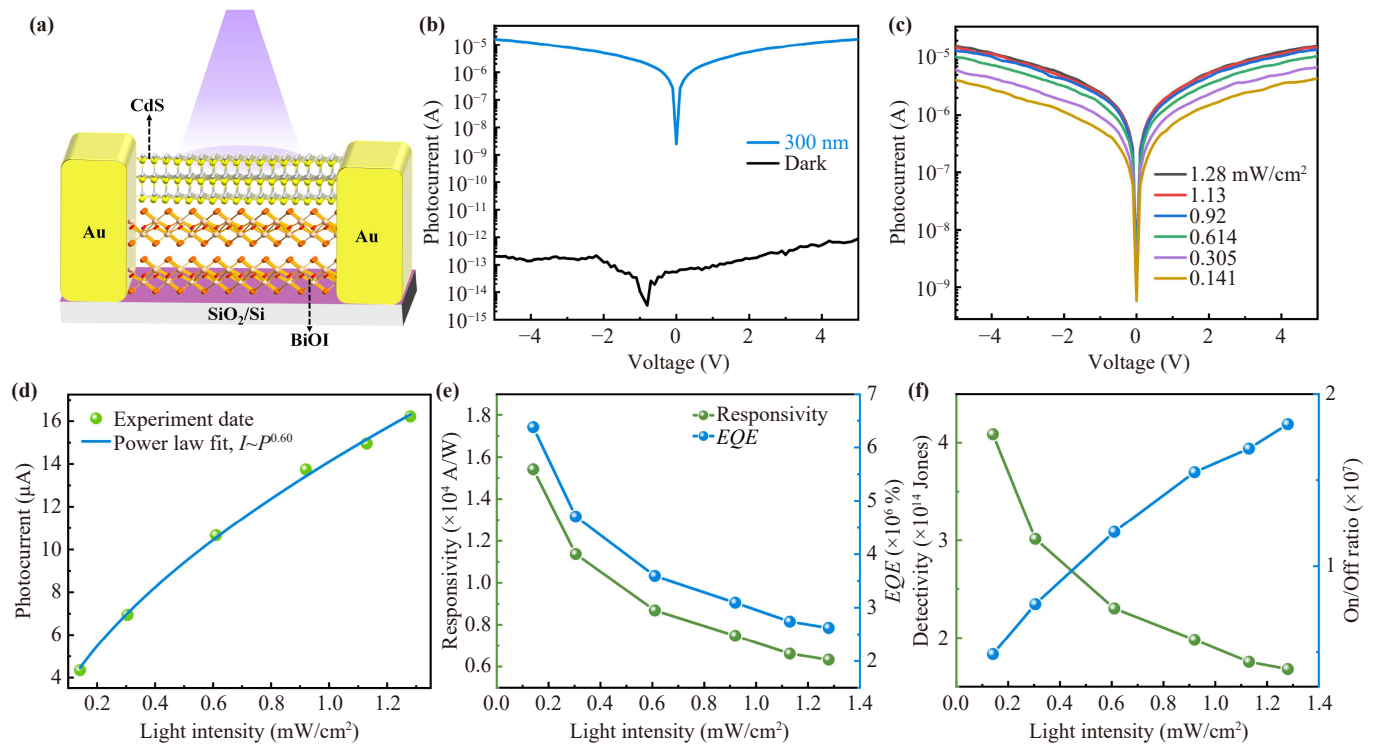 (a)
CdS
Au
Au
SiO₂/Si
BiOI
(b)
Photocurrent (A)
10⁻⁵
10⁻⁶
10⁻⁷
10⁻⁸
10⁻⁹
10⁻¹⁰
10⁻¹¹
10⁻¹²
10⁻¹³
10⁻¹⁴
10⁻¹⁵
300 nm
Dark
−4 −2 0 2 4
Voltage (V)
(c)
Photocurrent (A)
10⁻⁵
10⁻⁶
10⁻⁷
10⁻⁸
10⁻⁹
1.28 mW/cm²
1.13
0.92
0.614
0.305
0.141
−4 −2 0 2 4
Voltage (V)
(d)
Photocurrent (μA)
16
14
12
10
8
6
4
Experiment date
Power law fit, I~P⁰·⁶⁰
0.2 0.4 0.6 0.8 1.0 1.2
Light intensity (mW/cm²)
(e)
Responsivity (×10⁴ A/W)
1.8
1.6
1.4
1.2
1.0
0.8
0.6
Responsivity
EQE
7
6
5
4
3
2
EQE (×10⁶ %)
0.0 0.2 0.4 0.6 0.8 1.0 1.2 1.4
Light intensity (mW/cm²)
(f)
Detectivity (×10¹⁴ Jones)
4
3
2
2
1
On/Off ratio (×10⁷)
0.0 0.2 0.4 0.6 0.8 1.0 1.2 1.4
Light intensity (mW/cm²)